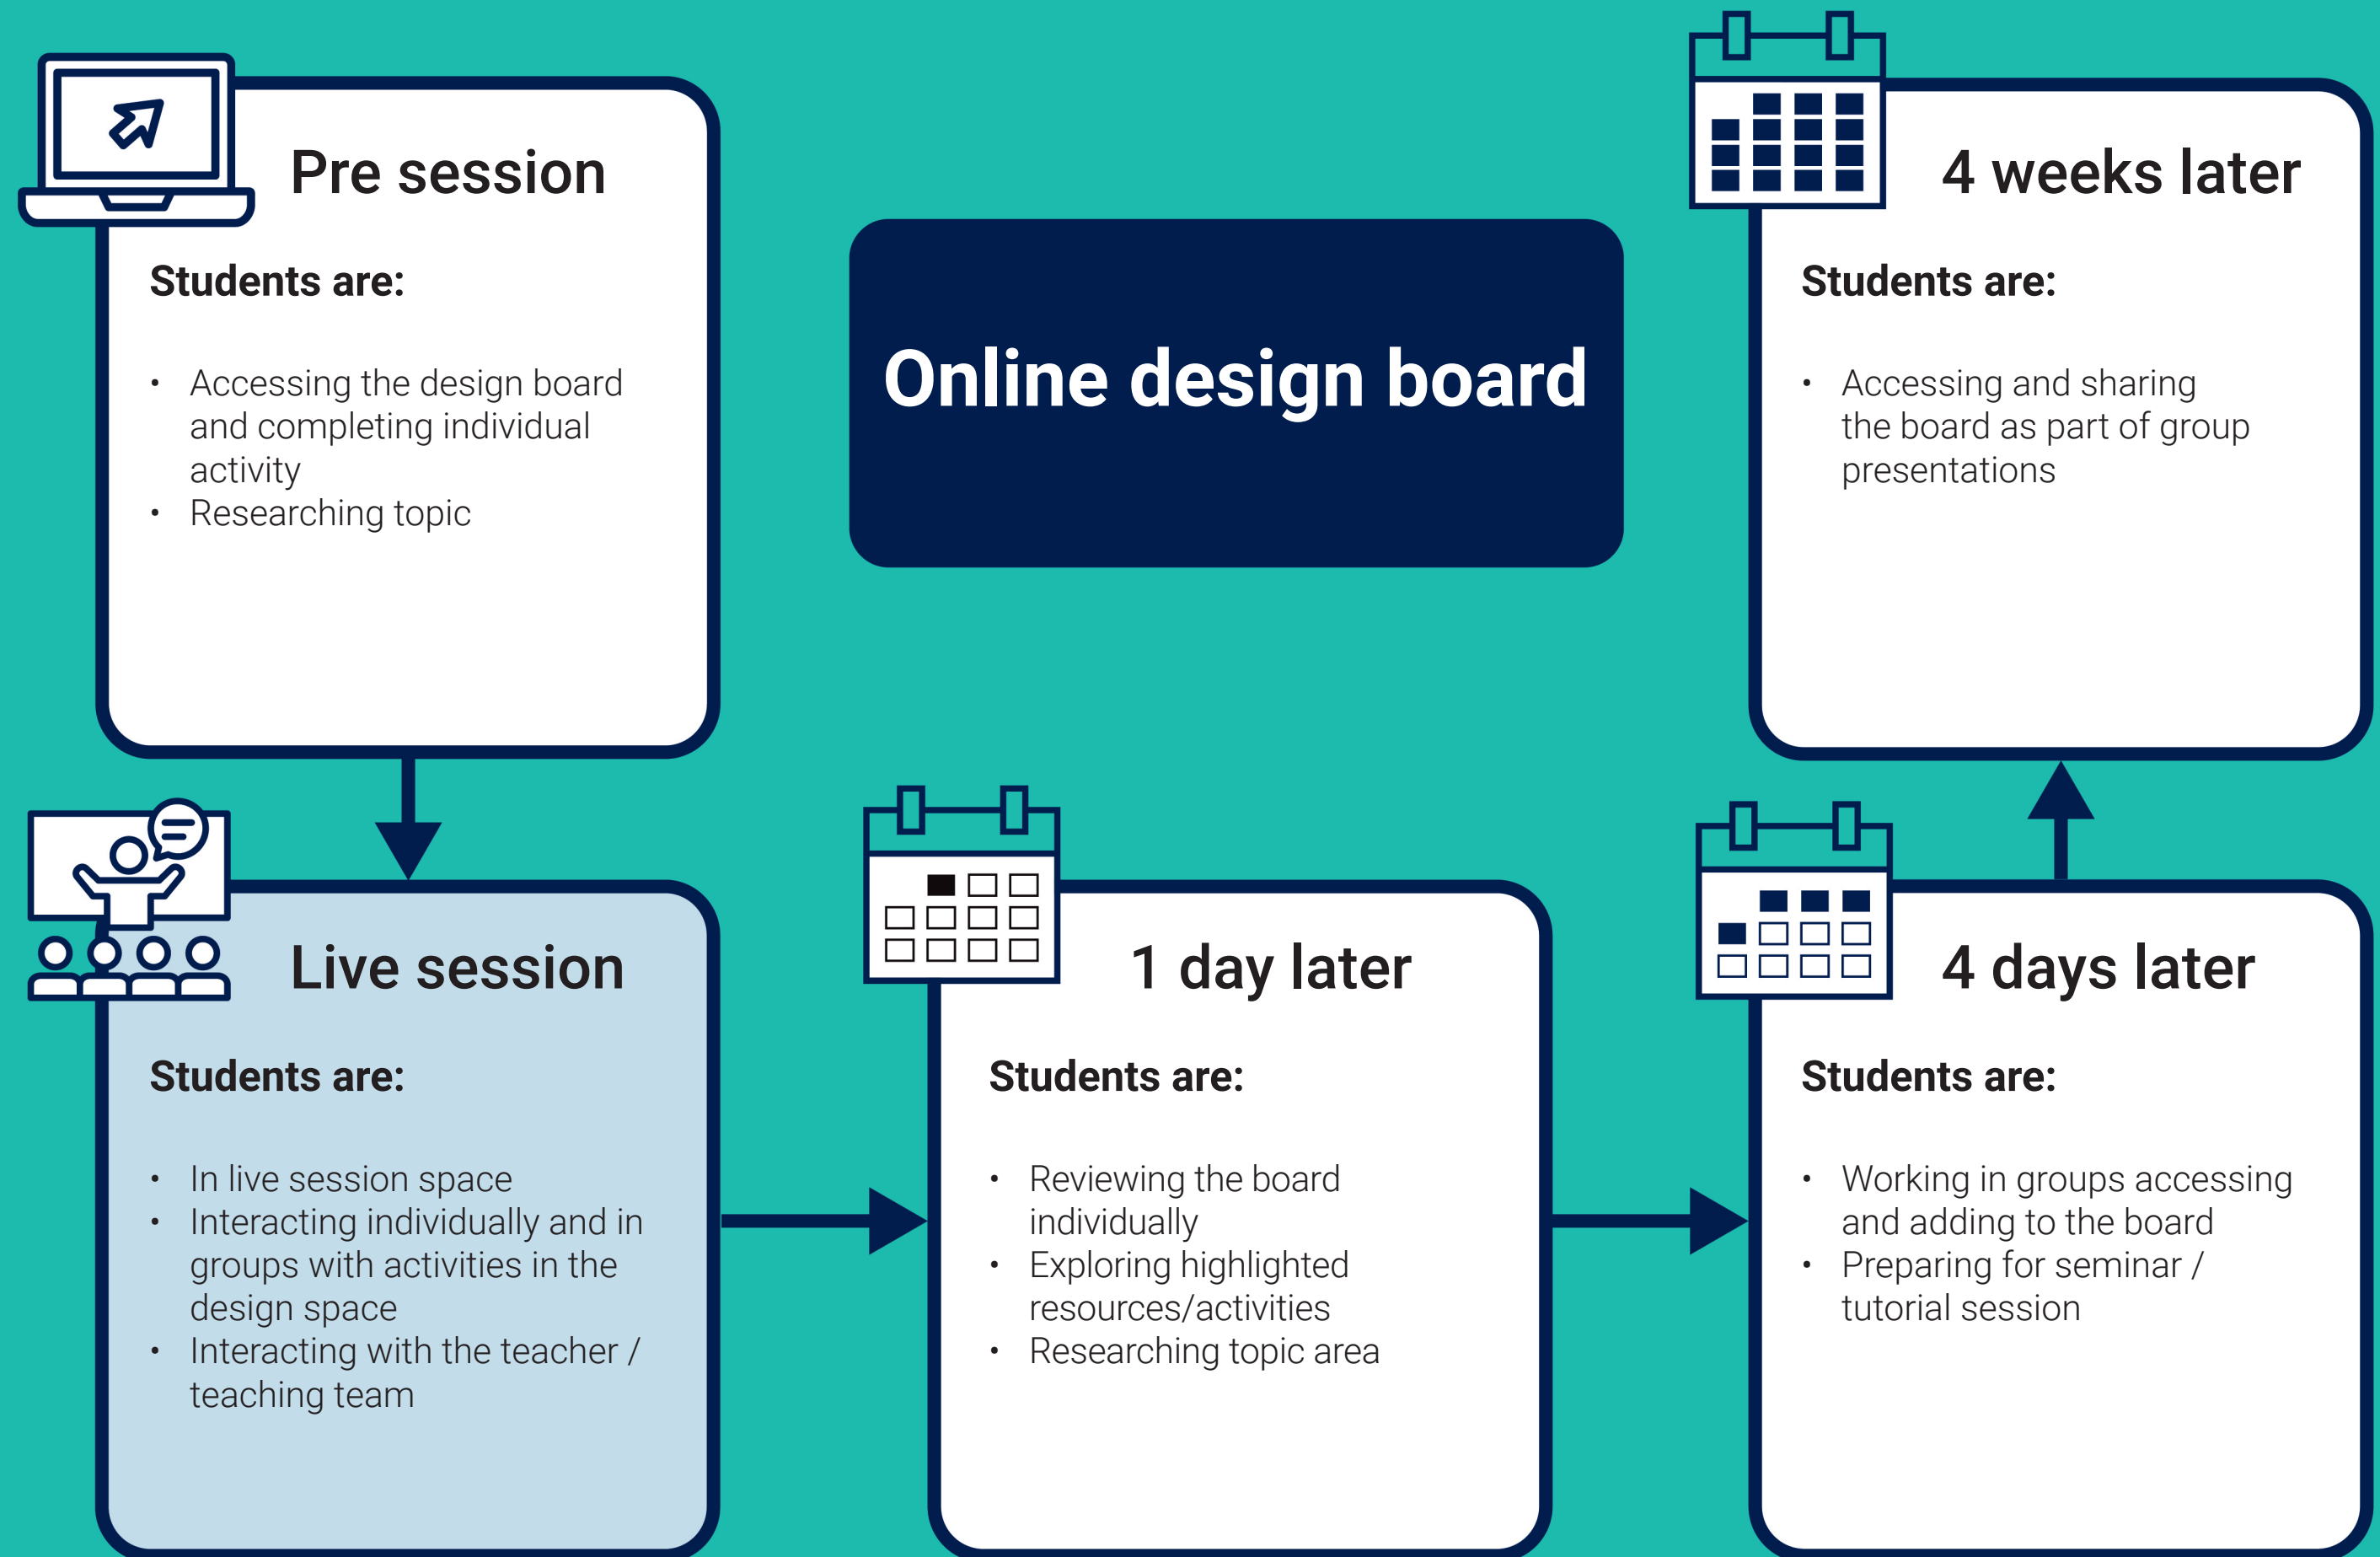 Pre session
Students are:
• Accessing the design board
and completing individual
activity
• Researching topic
Online design board
4 weeks later
Students are:
• Accessing and sharing
the board as part of group
presentations
Live session
Students are:
• In live session space
• Interacting individually and in
groups with activities in the
design space
• Interacting with the teacher /
teaching team
1 day later
Students are:
• Reviewing the board
individually
• Exploring highlighted
resources/activities
• Researching topic area
4 days later
Students are:
• Working in groups accessing
and adding to the board
• Preparing for seminar /
tutorial session